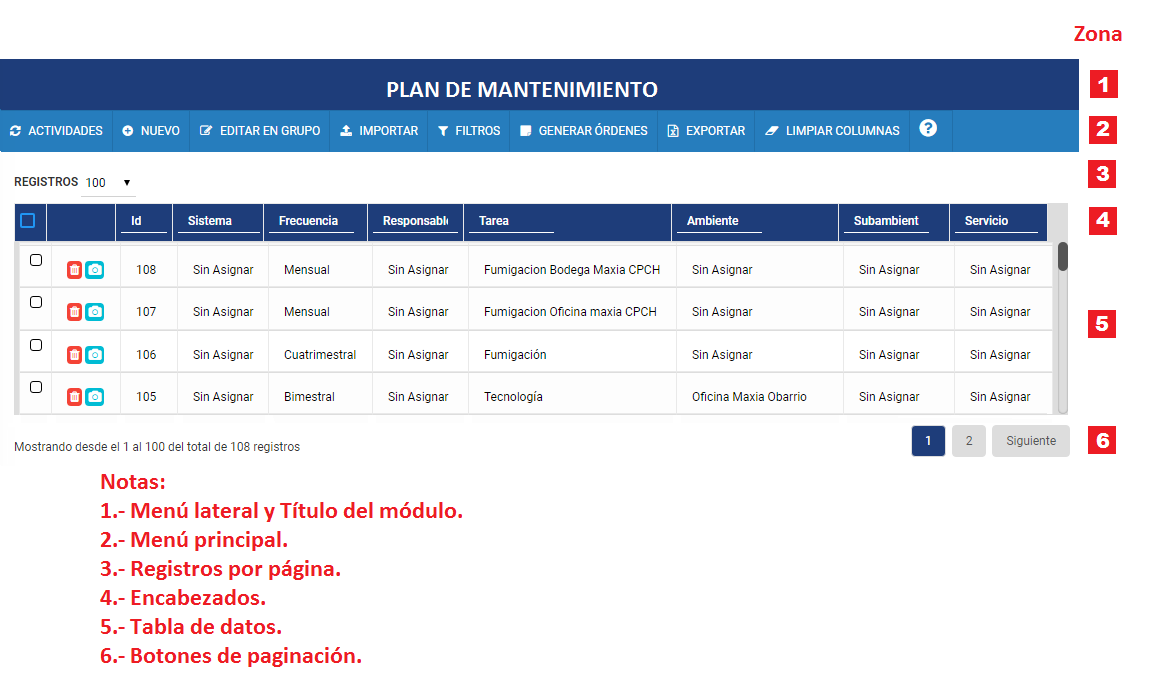 Zona
PLAN DE MANTENIMIENTO 1
ACTIVIDADES NUEVO EDITAR EN GRUPO IMPORTAR FILTROS GENERAR ÓRDENES EXPORTAR LIMPIAR COLUMNAS ? 2
REGISTROS 100 3
Id Sistema Frecuencia Responsabl Tarea Ambiente Subambient Servicio 4
108 Sin Asignar Mensual Sin Asignar Fumigacion Bodega Maxia CPCH Sin Asignar Sin Asignar Sin Asignar
107 Sin Asignar Mensual Sin Asignar Fumigacion Oficina maxia CPCH Sin Asignar Sin Asignar Sin Asignar
5
106 Sin Asignar Cuatrimestral Sin Asignar Fumigación Sin Asignar Sin Asignar Sin Asignar
105 Sin Asignar Bimestral Sin Asignar Tecnología Oficina Maxia Obarrio Sin Asignar Sin Asignar
Mostrando desde el 1 al 100 del total de 108 registros 1 2 Siguiente 6
Notas:
1.- Menú lateral y Título del módulo.
2.- Menú principal.
3.- Registros por página.
4.- Encabezados.
5.- Tabla de datos.
6.- Botones de paginación.